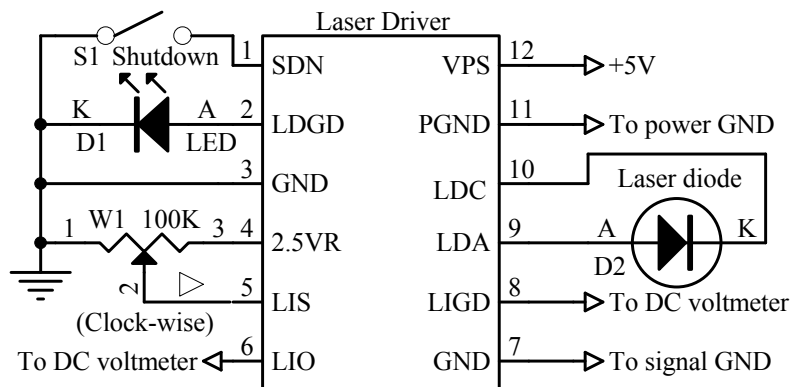 Laser Driver
S1 Shutdown
1 SDN VPS 12 +5V
K A 2 LDGD PGND 11 To power GND
D1 LED
3 GND LDC 10
Laser diode
1 W1 100K 3 4 2.5VR LDA 9 A K
D2
2 5 LIS LIGD 8 To DC voltmeter
(Clock-wise)
To DC voltmeter 6 LIO GND 7 To signal GND